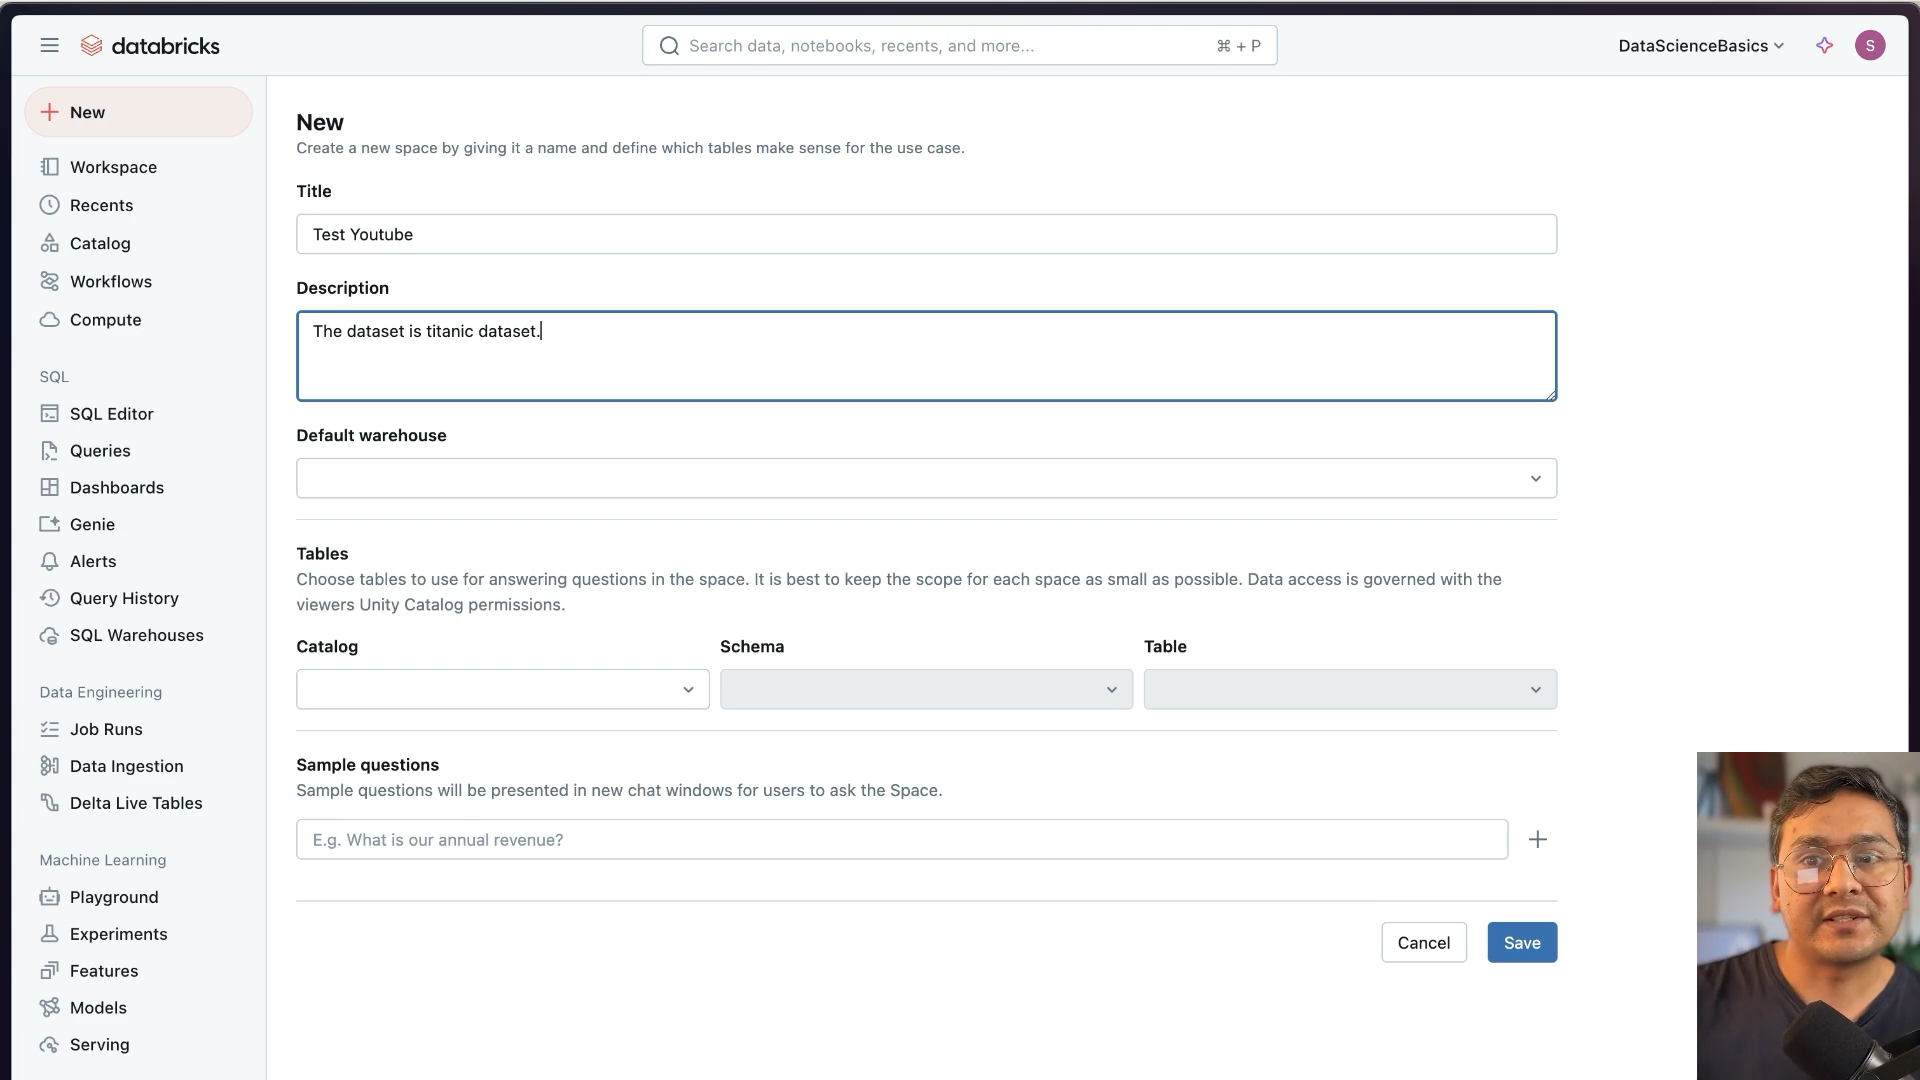 databricks
Search data, notebooks, recents, and more...
⌘ + P
DataScienceBasics
S
New
Workspace
Recents
Catalog
Workflows
Compute
SQL
SQL Editor
Queries
Dashboards
Genie
Alerts
Query History
SQL Warehouses
Data Engineering
Job Runs
Data Ingestion
Delta Live Tables
Machine Learning
Playground
Experiments
Features
Models
Serving
New
Create a new space by giving it a name and define which tables make sense for the use case.
Title
Test Youtube
Description
The dataset is titanic dataset.
Default warehouse
Tables
Choose tables to use for answering questions in the space. It is best to keep the scope for each space as small as possible. Data access is governed with the
viewers Unity Catalog permissions.
Catalog
Schema
Table
Sample questions
Sample questions will be presented in new chat windows for users to ask the Space.
E.g. What is our annual revenue?
Cancel
Save